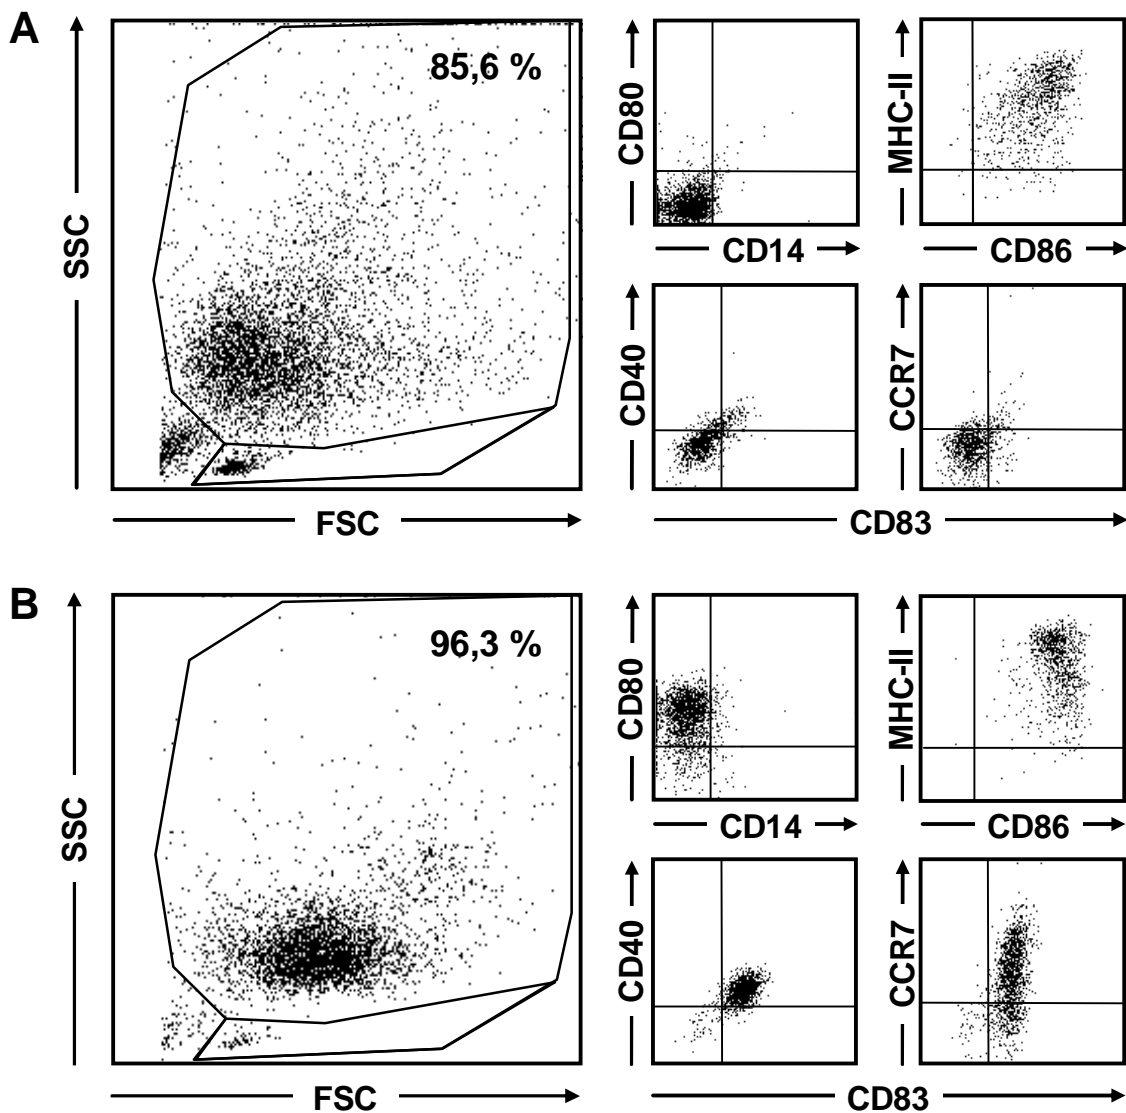 A
SSC
85,6 %
FSC
CD80
CD14
MHC-II
CD86
CD40
CCR7
CD83
B
SSC
96,3 %
FSC
CD80
CD14
MHC-II
CD86
CD40
CCR7
CD83